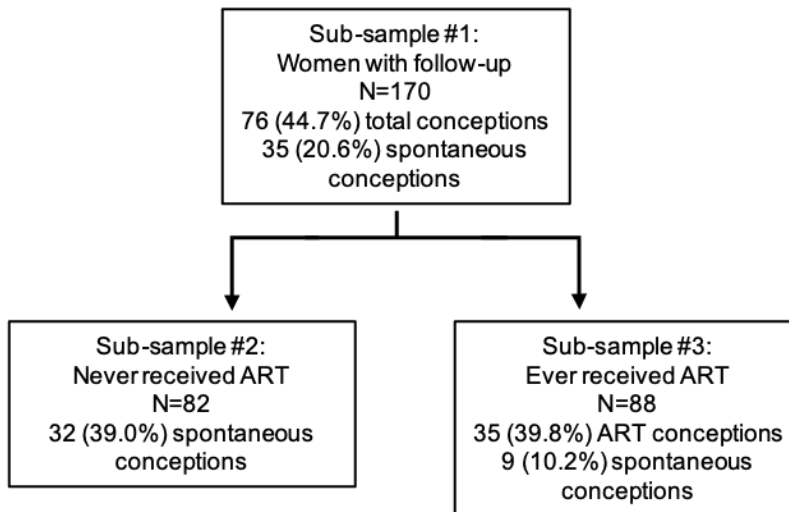 Sub-sample #1:
Women with follow-up
N=170
76 (44.7%) total conceptions
35 (20.6%) spontaneous
conceptions
Sub-sample #2:
Never received ART
N=82
32 (39.0%) spontaneous
conceptions
Sub-sample #3:
Ever received ART
N=88
35 (39.8%) ART conceptions
9 (10.2%) spontaneous
conceptions